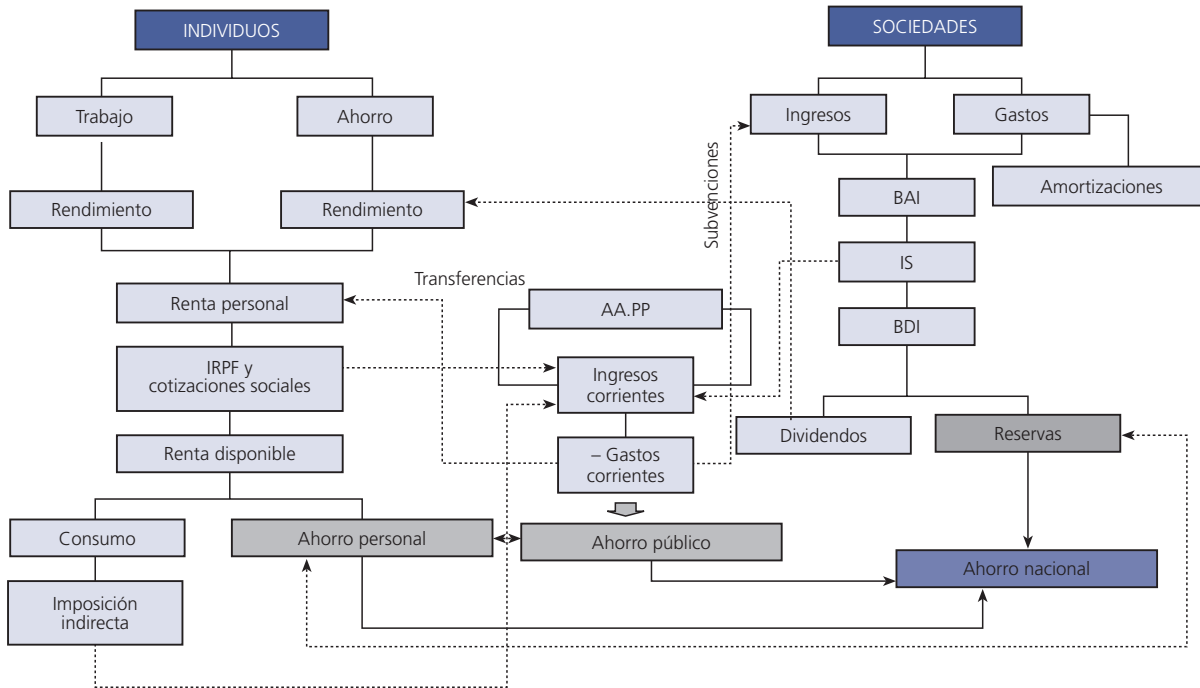 INDIVIDUOS
SOCIEDADES
Trabajo
Ahorro
Ingresos
Gastos
Subvenciones
Amortizaciones
Rendimiento
Rendimiento
BAI
IS
Transferencias
Renta personal
AA.PP
BDI
IRPF y
cotizaciones sociales
Ingresos
corrientes
Renta disponible
– Gastos
corrientes
Dividendos
Reservas
Consumo
Ahorro personal
Ahorro público
Ahorro nacional
Imposición
indirecta